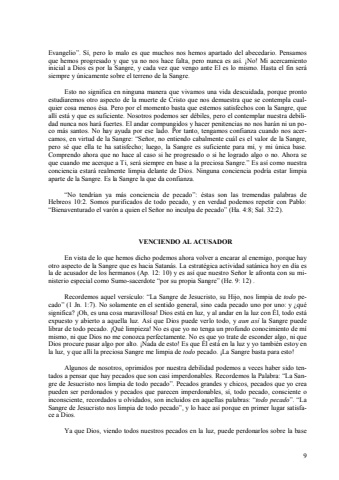 Evangelio". Sí, pero lo malo es que muchos nos hemos apartado del abecedario. Pensamos
que hemos progresado y que ya no nos hace falta, pero nunca es así. ¡No! Mi acercamiento
inicial a Dios es por la Sangre, y cada vez que vengo ante El es lo mismo. Hasta el fin será
siempre y únicamente sobre el terreno de la Sangre.
Esto no significa en ninguna manera que vivamos una vida descuidada, porque pronto
estudiaremos otro aspecto de la muerte de Cristo que nos demuestra que se contempla cual-
quier cosa menos ésa. Pero por el momento basta que estemos satisfechos con la Sangre, que
allí está y que es suficiente. Nosotros podemos ser débiles, pero el contemplar nuestra debili-
dad nunca nos hará fuertes. El andar compungidos y hacer penitencias no nos harán ni un po-
co más santos. No hay ayuda por ese lado. Por tanto, tengamos confianza cuando nos acer-
camos, en virtud de la Sangre: "Señor, no entiendo cabalmente cuál es el valor de la Sangre,
pero sé que ella te ha satisfecho; luego, la Sangre es suficiente para mí, y mi única base.
Comprendo ahora que no hace al caso si he progresado o si he logrado algo o no. Ahora se
que cuando me acerque a Ti, será siempre en base a la preciosa Sangre." Es así como nuestra
conciencia estará realmente limpia delante de Dios. Ninguna conciencia podría estar limpia
aparte de la Sangre. Es la Sangre la que da confianza.
"No tendrían ya más conciencia de pecado": éstas son las tremendas palabras de
Hebreos 10:2. Somos purificados de todo pecado, y en verdad podemos repetir con Pablo:
"Bienaventurado el varón a quien el Señor no inculpa de pecado" (Ha. 4:8; Sal. 32:2).
VENCIENDO AL ACUSADOR
En vista de lo que hemos dicho podemos ahora volver a encarar al enemigo, porque hay
otro aspecto de la Sangre que es hacia Satanás. La estratégica actividad satánica hoy en día es
la de acusador de los hermanos (Ap. 12: 10) y es así que nuestro Señor le afronta con su mi-
nisterio especial como Sumo-sacerdote "por su propia Sangre" (He. 9: 12) .
Recordemos aquel versículo: "La Sangre de Jesucristo, su Hijo, nos limpia de todo pe-
cado" (1 Jn. 1:7). No solamente en el sentido general, sino cada pecado uno por uno: y ¿qué
significa? ¡Oh, es una cosa maravillosa! Dios está en luz, y al andar en la luz con Él, todo está
expuesto y abierto a aquella luz. Así que Dios puede verlo todo, y aun así la Sangre puede
librar de todo pecado. ¡Qué limpieza! No es que yo no tenga un profundo conocimiento de mi
mismo, ni que Dios no me conozca perfectamente. No es que yo trate de esconder algo, ni que
Dios procure pasar algo por alto. ¡Nada de esto! Es que Él está en la luz y yo también estoy en
la luz, y que allí la preciosa Sangre me limpia de todo pecado. ¡La Sangre basta para esto!
Algunos de nosotros, oprimidos por nuestra debilidad podemos a veces haber sido ten-
tados a pensar que hay pecados que son casi imperdonables. Recordemos la Palabra: "La San-
gre de Jesucristo nos limpia de todo pecado". Pecados grandes y chicos, pecados que yo crea
pueden ser perdonados y pecados que parecen imperdonables, sí, todo pecado, consciente o
inconsciente, recordados u olvidados, son incluidos en aquellas palabras: "todo pecado". "La
Sangre de Jesucristo nos limpia de todo pecado", y lo hace así porque en primer lugar satisfa-
ce a Dios.
Ya que Dios, viendo todos nuestros pecados en la luz, puede perdonarlos sobre la base
9